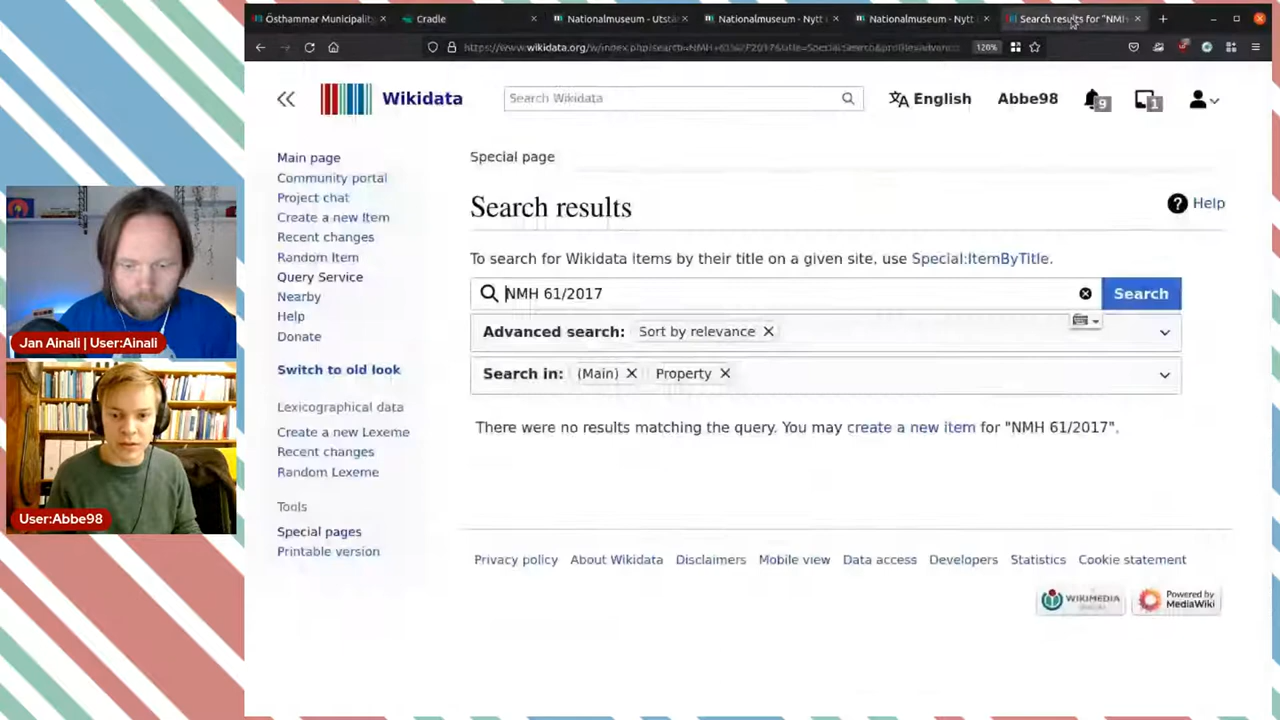 Östhammar Municipality
Cradle
Nationalmuseum - Utstä
Nationalmuseum - Nytt
Nationalmuseum - Nytt
Search results for "NMH
120%
Wikidata
Search Wikidata
English
Abbe98
9
1
Main page
Community portal
Project chat
Create a new Item
Recent changes
Random Item
Query Service
Nearby
Help
Donate
Switch to old look
Lexicographical data
Create a new Lexeme
Recent changes
Random Lexeme
Tools
Special pages
Printable version
Special page
Search results
Help
To search for Wikidata items by their title on a given site, use Special:ItemByTitle.
NMH 61/2017
Search
Advanced search: Sort by relevance
Search in: (Main) Property
There were no results matching the query. You may create a new item for "NMH 61/2017".
Privacy policy About Wikidata Disclaimers Mobile view Data access Developers Statistics Cookie statement
WIKIMEDIA
Powered by
MediaWiki
Jan Ainali | User:Ainali
User:Abbe98